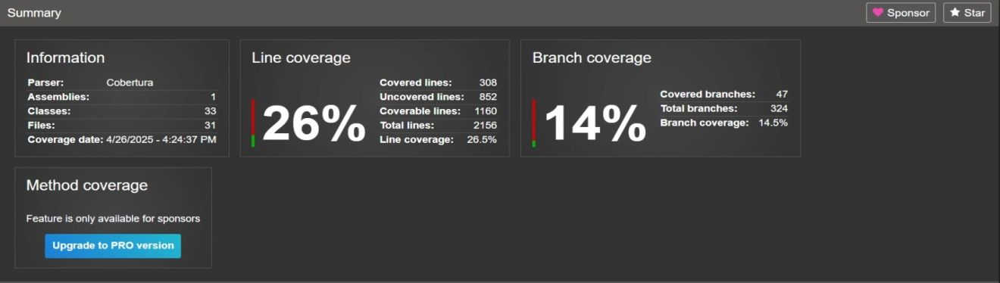 Summary
Sponsor
Star
Information
Parser: Cobertura
Assemblies: 1
Classes: 33
Files: 31
Coverage date: 4/26/2025 - 4:24:37 PM
Line coverage
26%
Covered lines: 308
Uncovered lines: 852
Coverable lines: 1160
Total lines: 2156
Line coverage: 26.5%
Branch coverage
14%
Covered branches: 47
Total branches: 324
Branch coverage: 14.5%
Method coverage
Feature is only available for sponsors
Upgrade to PRO version